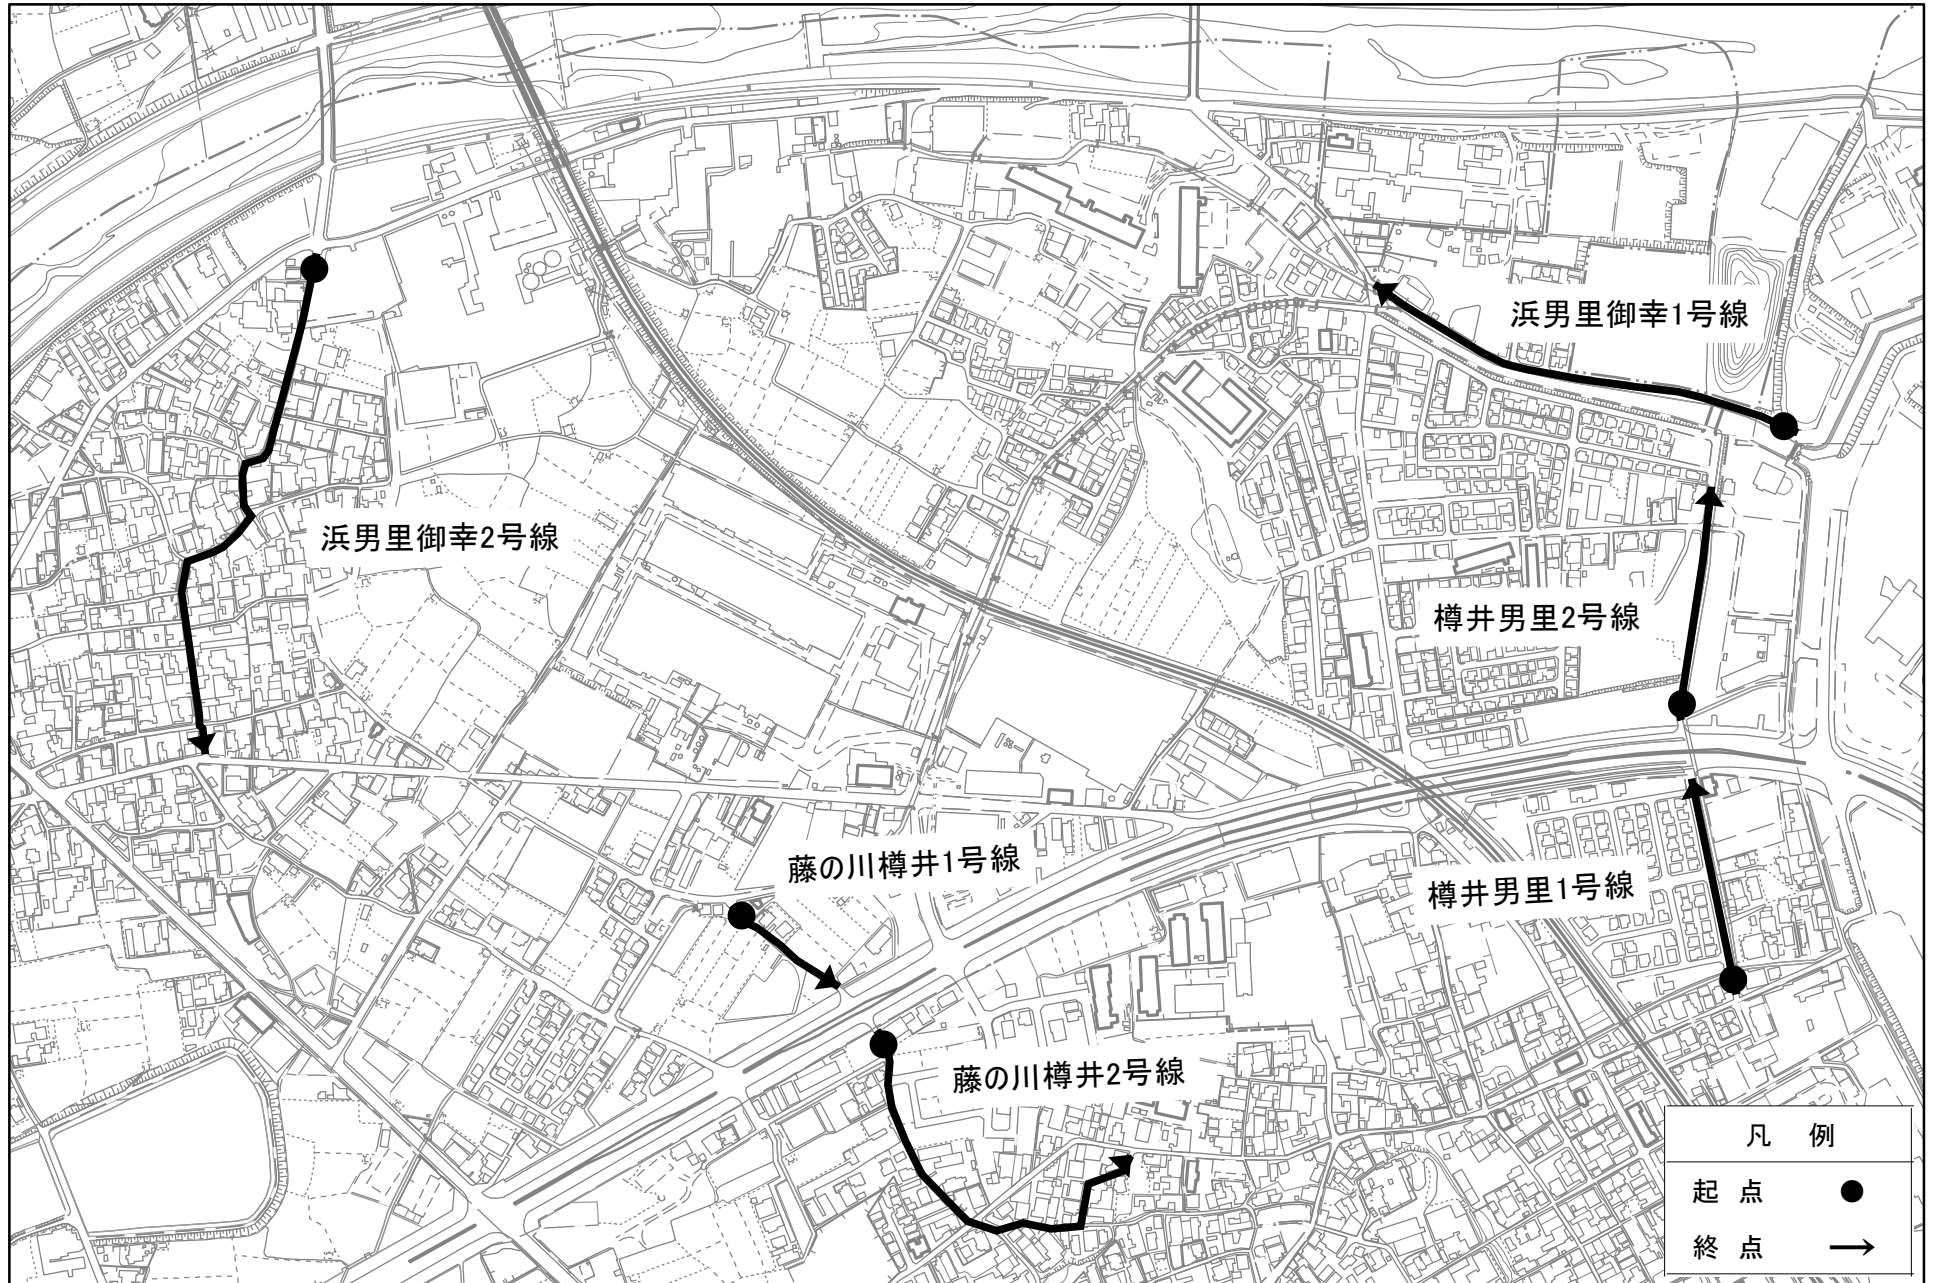 浜男里御幸1号線
浜男里御幸2号線
樽井男里2号線
藤の川樽井1号線
樽井男里1号線
藤の川樽井2号線
凡 例
起 点
終 点